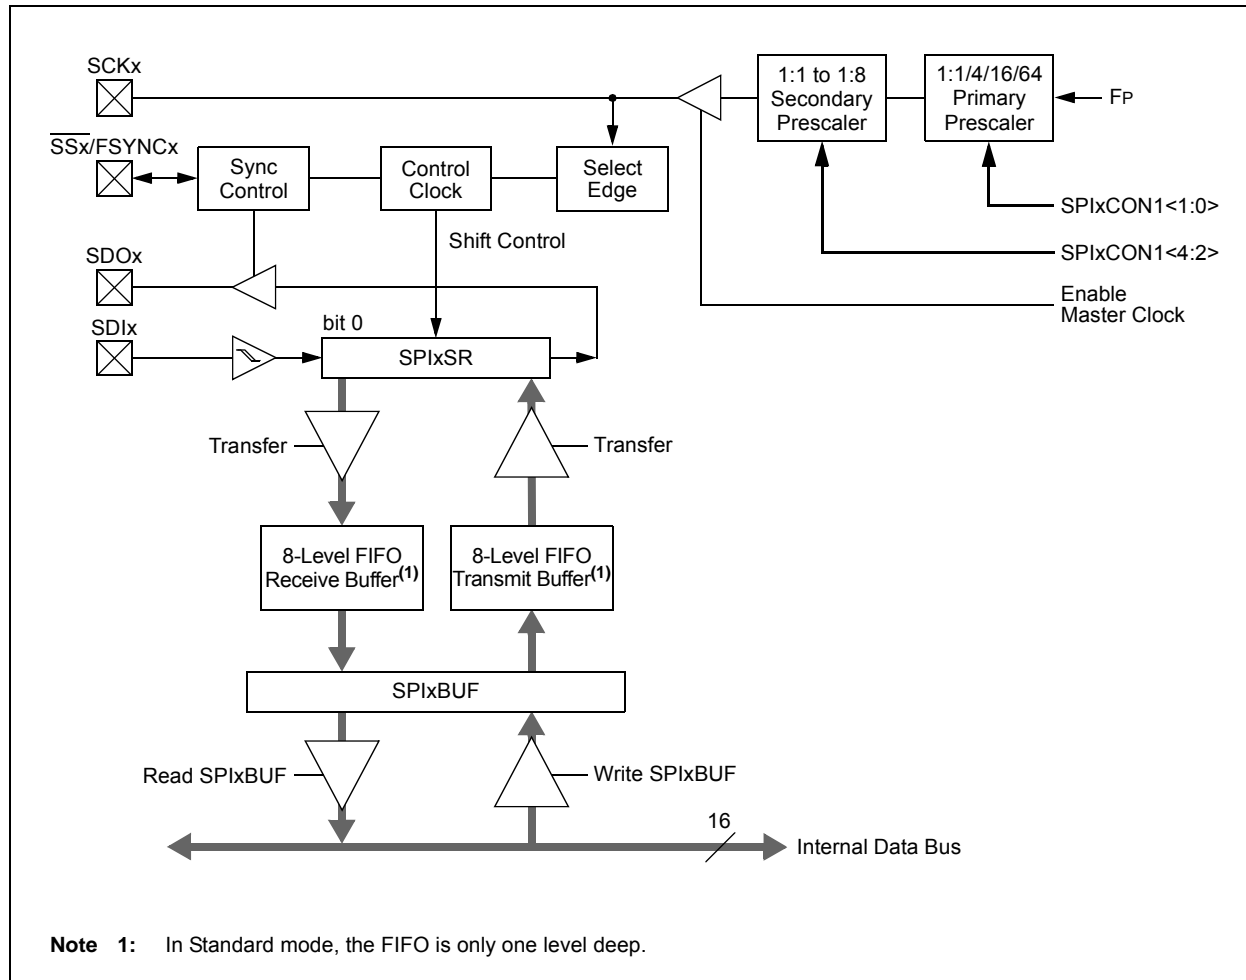 SCKx
1:1 to 1:8
Secondary
Prescaler
1:1/4/16/64
Primary
Prescaler
FP
SSx/FSYNCx
Sync
Control
Control
Clock
Select
Edge
SPIxCON1<1:0>
Shift Control
SPIxCON1<4:2>
SDOx
Enable
Master Clock
SDIx
bit 0
SPIxSR
Transfer
Transfer
8-Level FIFO
Receive Buffer(1)
8-Level FIFO
Transmit Buffer(1)
SPIxBUF
Read SPIxBUF
Write SPIxBUF
16
Internal Data Bus
Note 1: In Standard mode, the FIFO is only one level deep.